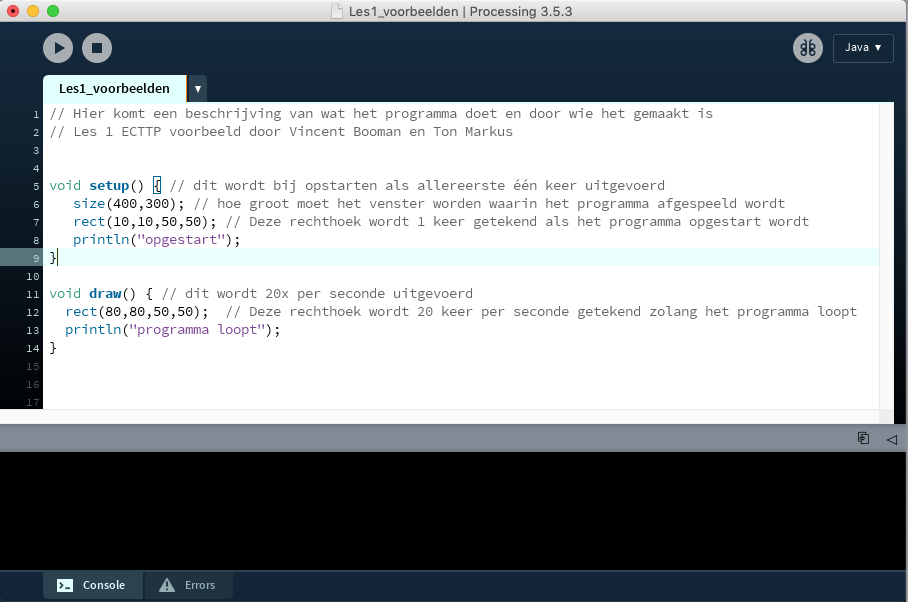 Les1_voorbeelden | Processing 3.5.3
Java ▼
Les1_voorbeelden ▼
1 // Hier komt een beschrijving van wat het programma doet en door wie het gemaakt is
2 // Les 1 ECTTP voorbeeld door Vincent Booman en Ton Markus
3
4
5 void setup() { // dit wordt bij opstarten als allereerste één keer uitgevoerd
6 size(400,300); // hoe groot moet het venster worden waarin het programma afgespeeld wordt
7 rect(10,10,50,50); // Deze rechthoek wordt 1 keer getekend als het programma opgestart wordt
8 println("opgestart");
9 }
10
11 void draw() { // dit wordt 20x per seconde uitgevoerd
12 rect(80,80,50,50); // Deze rechthoek wordt 20 keer per seconde getekend zolang het programma loopt
13 println("programma loopt");
14 }
15
16
17
Console
Errors